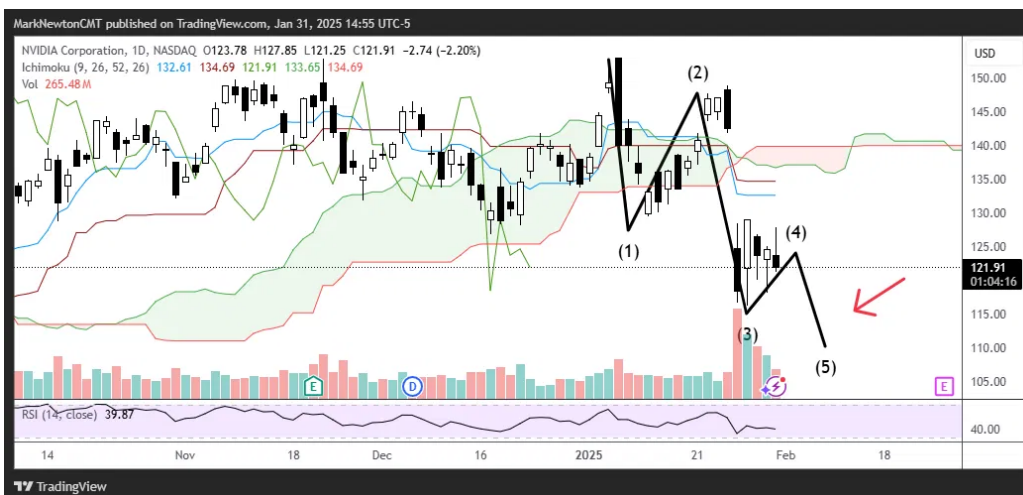 MarkNewtonCMT published on TradingView.com, Jan 31, 2025 14:55 UTC-5
NVIDIA Corporation, 1D, NASDAQ O123.78 H127.85 L121.25 C121.91 −2.74 (−2.20%)
USD
Ichimoku (9, 26, 52, 26) 132.61 134.69 121.91 133.65 134.69
Vol 265.48M
150.00
145.00
140.00
135.00
130.00
125.00
121.91
01:04:16
115.00
110.00
105.00
(2)
(1)
(4)
(3)
(5)
E
D
E
RSI (14, close) 39.87
40.00
14 Nov 18 Dec 16 2025 21 Feb 18
TradingView